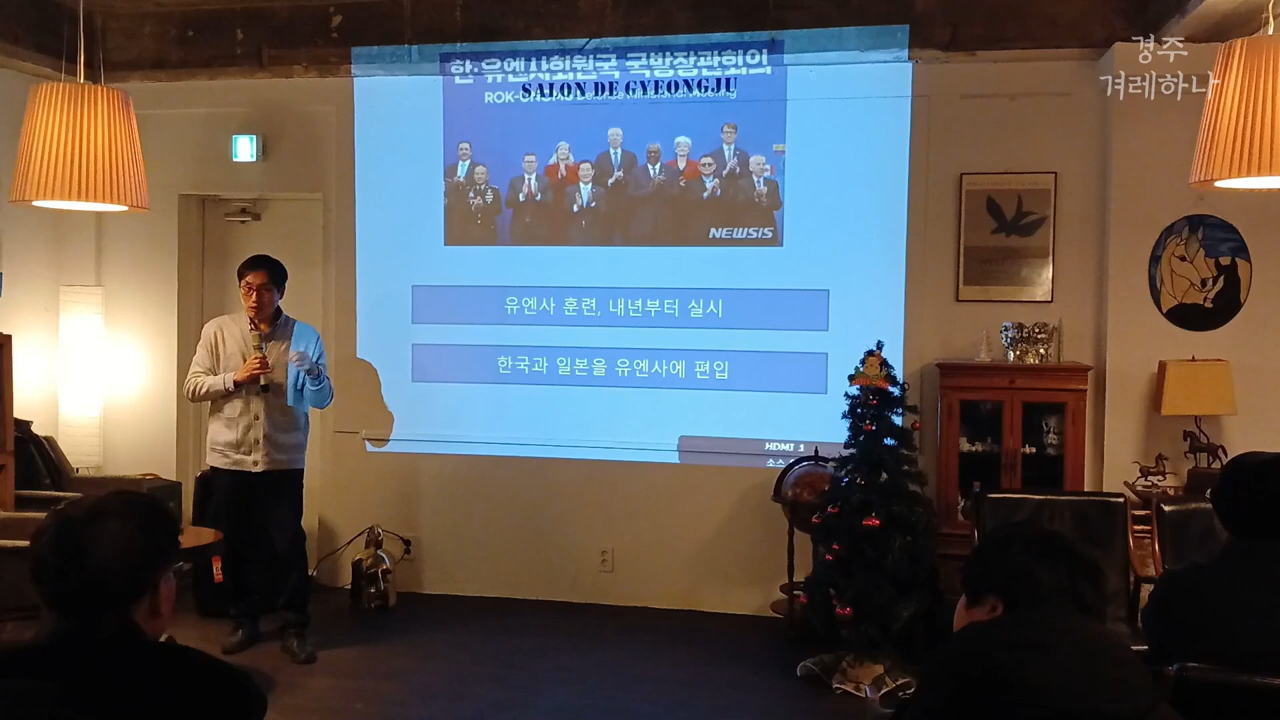 경주
겨레하나
한·유엔사회원국 국방장관회의
SALON DE GYEONGJU
ROK-UNCMS Defense Ministerial Meeting
NEWSIS
유엔사 훈련, 내년부터 실시
한국과 일본을 유엔사에 편입
HDMI 1